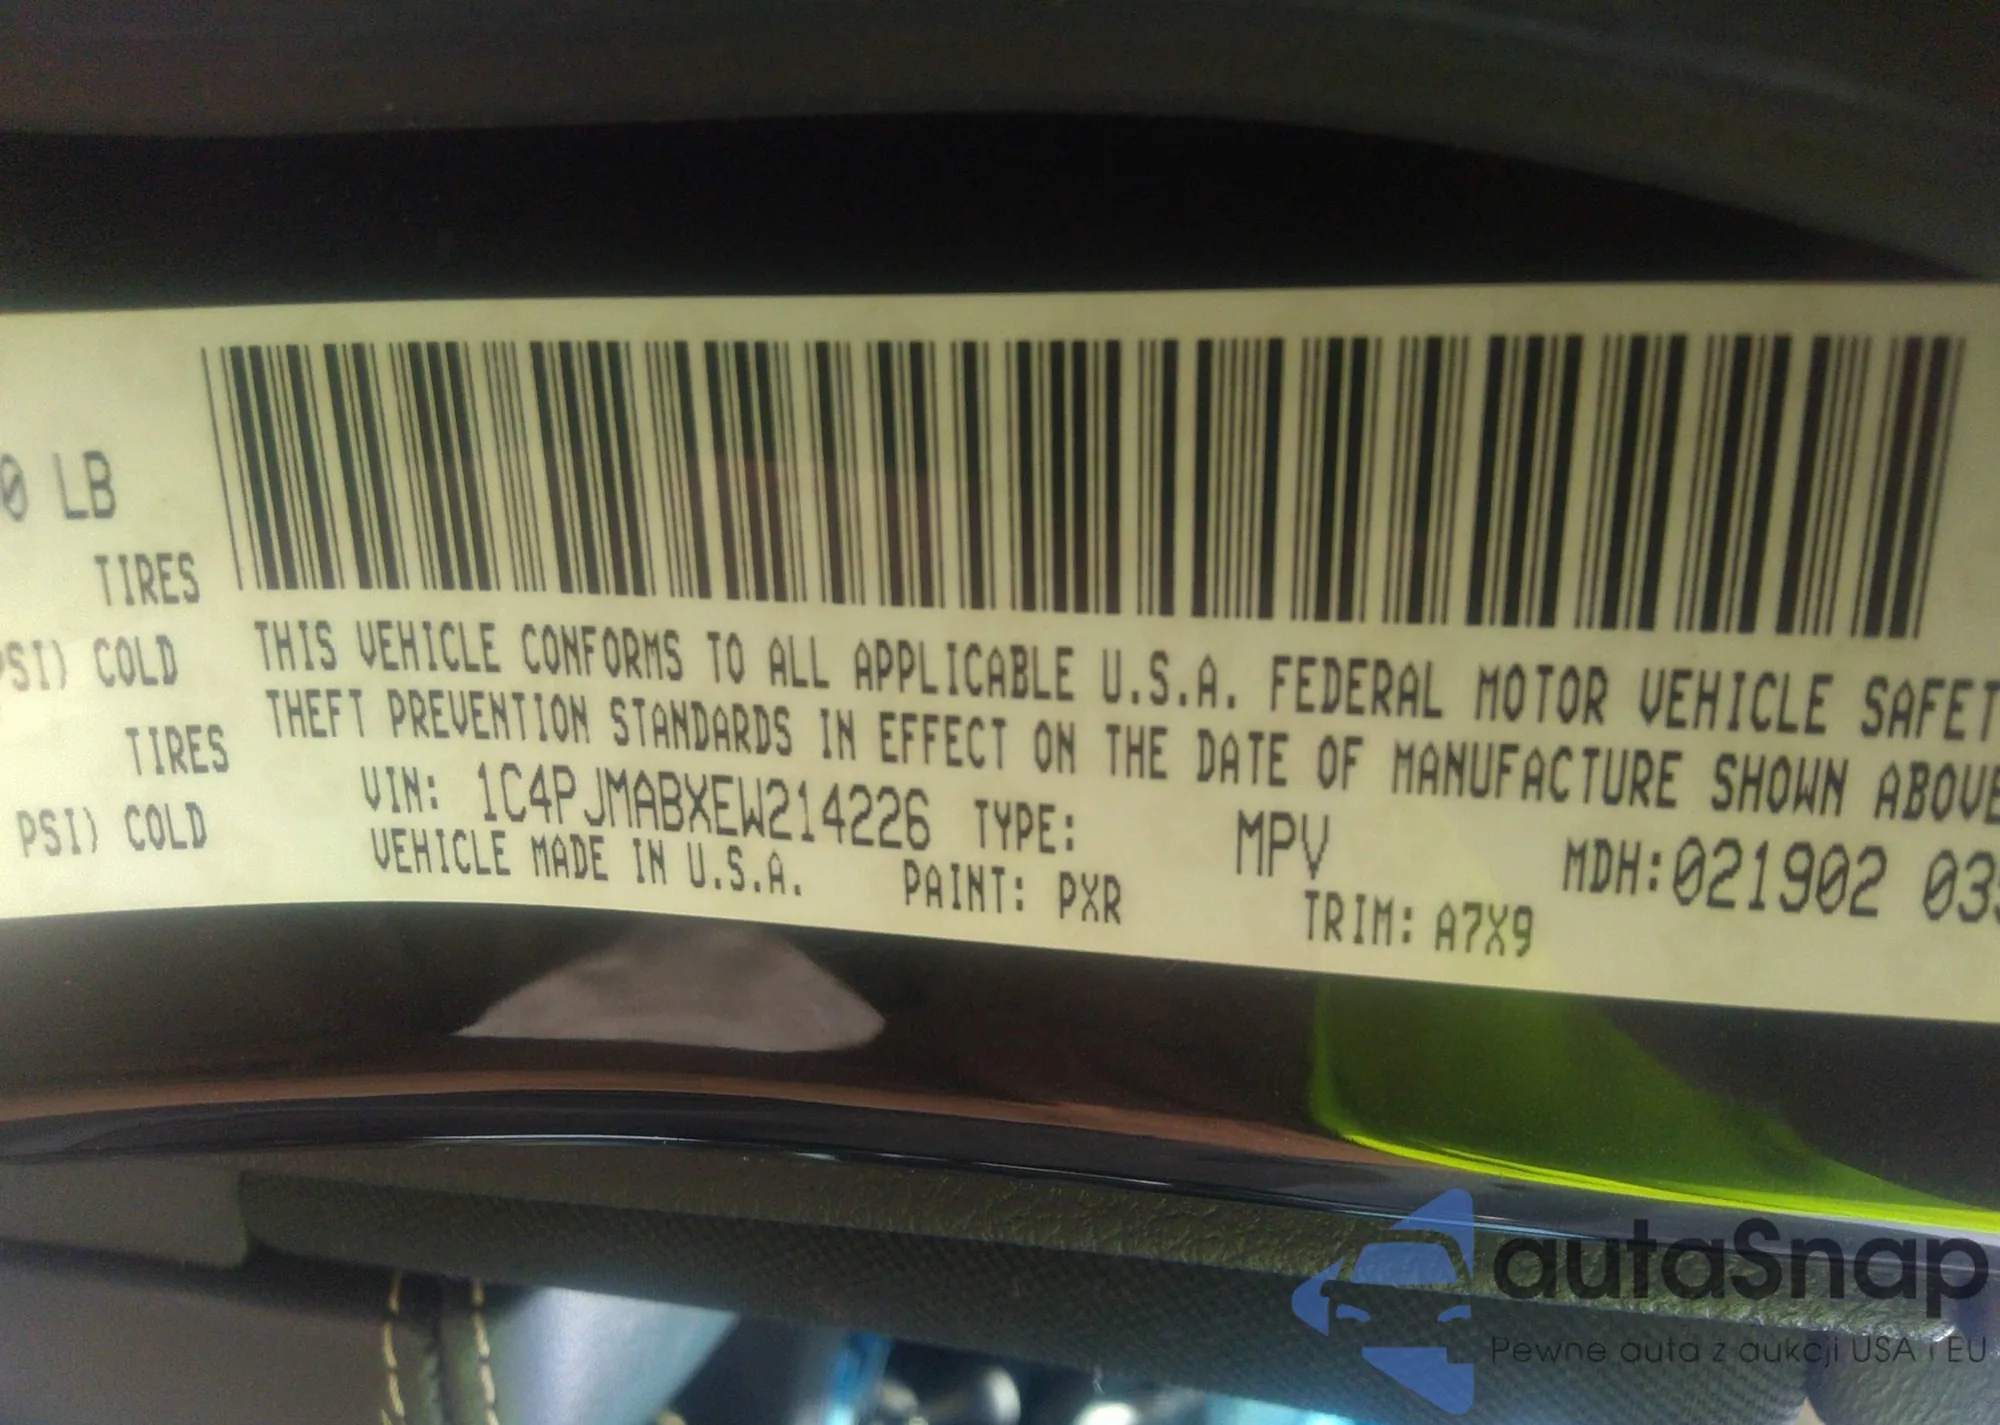 0 LB
TIRES
PSI) COLD
TIRES
PSI) COLD
THIS VEHICLE CONFORMS TO ALL APPLICABLE U.S.A. FEDERAL MOTOR VEHICLE SAFET
THEFT PREVENTION STANDARDS IN EFFECT ON THE DATE OF MANUFACTURE SHOWN ABOVE
VIN: 1C4PJMABXEW214226 TYPE: MPV MDH:021902 03
VEHICLE MADE IN U.S.A. PAINT: PXR TRIM: A7X9
autaSnap
Pewne auta z aukcji USA i EU